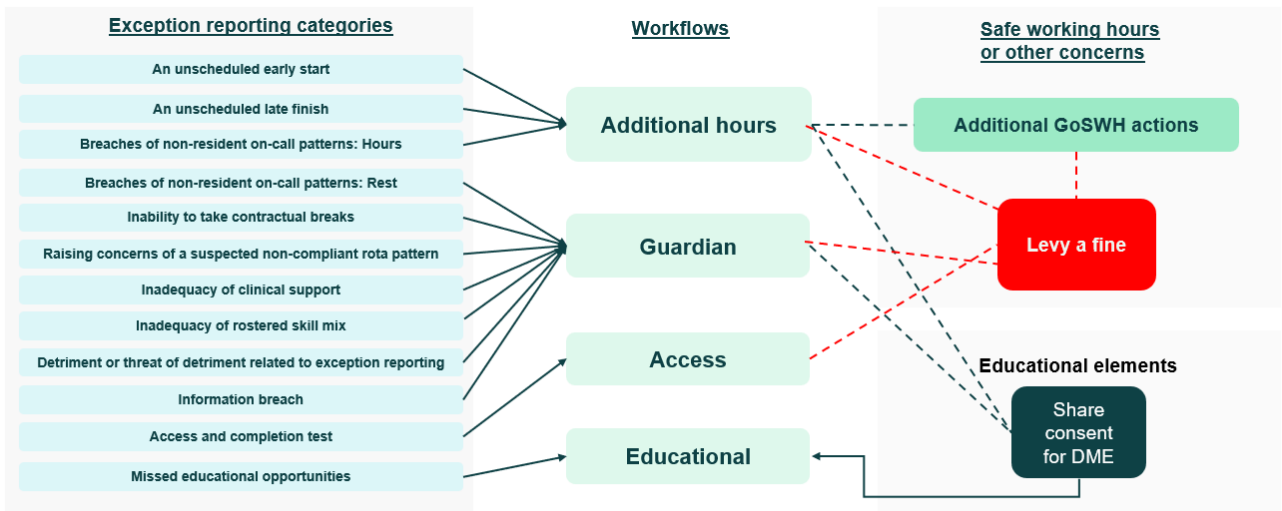 Exception reporting categories
An unscheduled early start
An unscheduled late finish
Breaches of non-resident on-call patterns: Hours
Breaches of non-resident on-call patterns: Rest
Inability to take contractual breaks
Raising concerns of a suspected non-compliant rota pattern
Inadequacy of clinical support
Inadequacy of rostered skill mix
Detriment or threat of detriment related to exception reporting
Information breach
Access and completion test
Missed educational opportunities
Workflows
Additional hours
Guardian
Access
Educational
Safe working hours
or other concerns
Additional GoSWH actions
Levy a fine
Educational elements
Share
consent
for DME